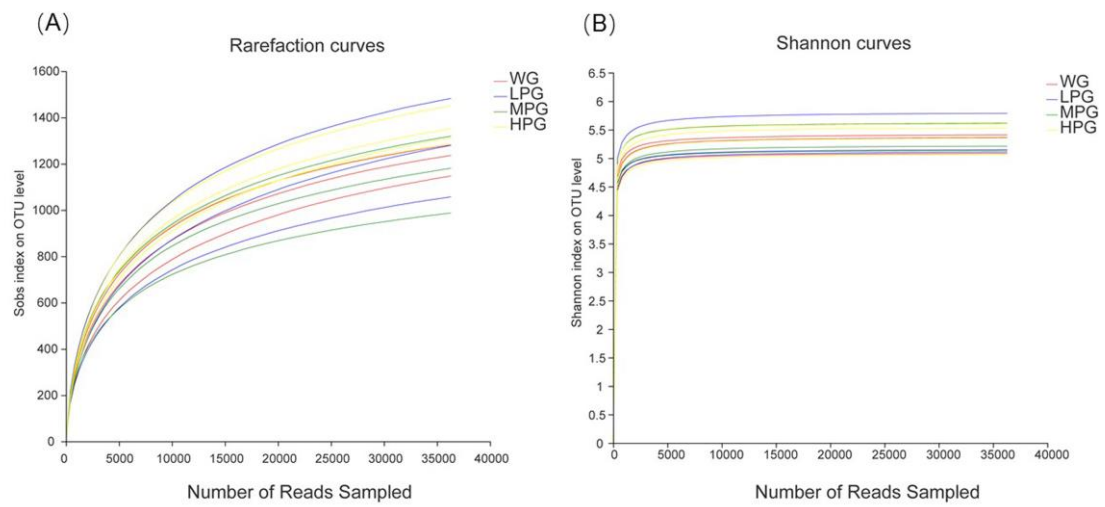 (A)
Rarefaction curves
1600
1400
1200
1000
800
600
400
200
0
Sobs index on OTU level
0 5000 10000 15000 20000 25000 30000 35000 40000
Number of Reads Sampled
WG
LPG
MPG
HPG
(B)
Shannon curves
6.5
6
5.5
5
4.5
4
3.5
3
2.5
2
1.5
1
0.5
0
Shannon index on OTU level
0 5000 10000 15000 20000 25000 30000 35000 40000
Number of Reads Sampled
WG
LPG
MPG
HPG